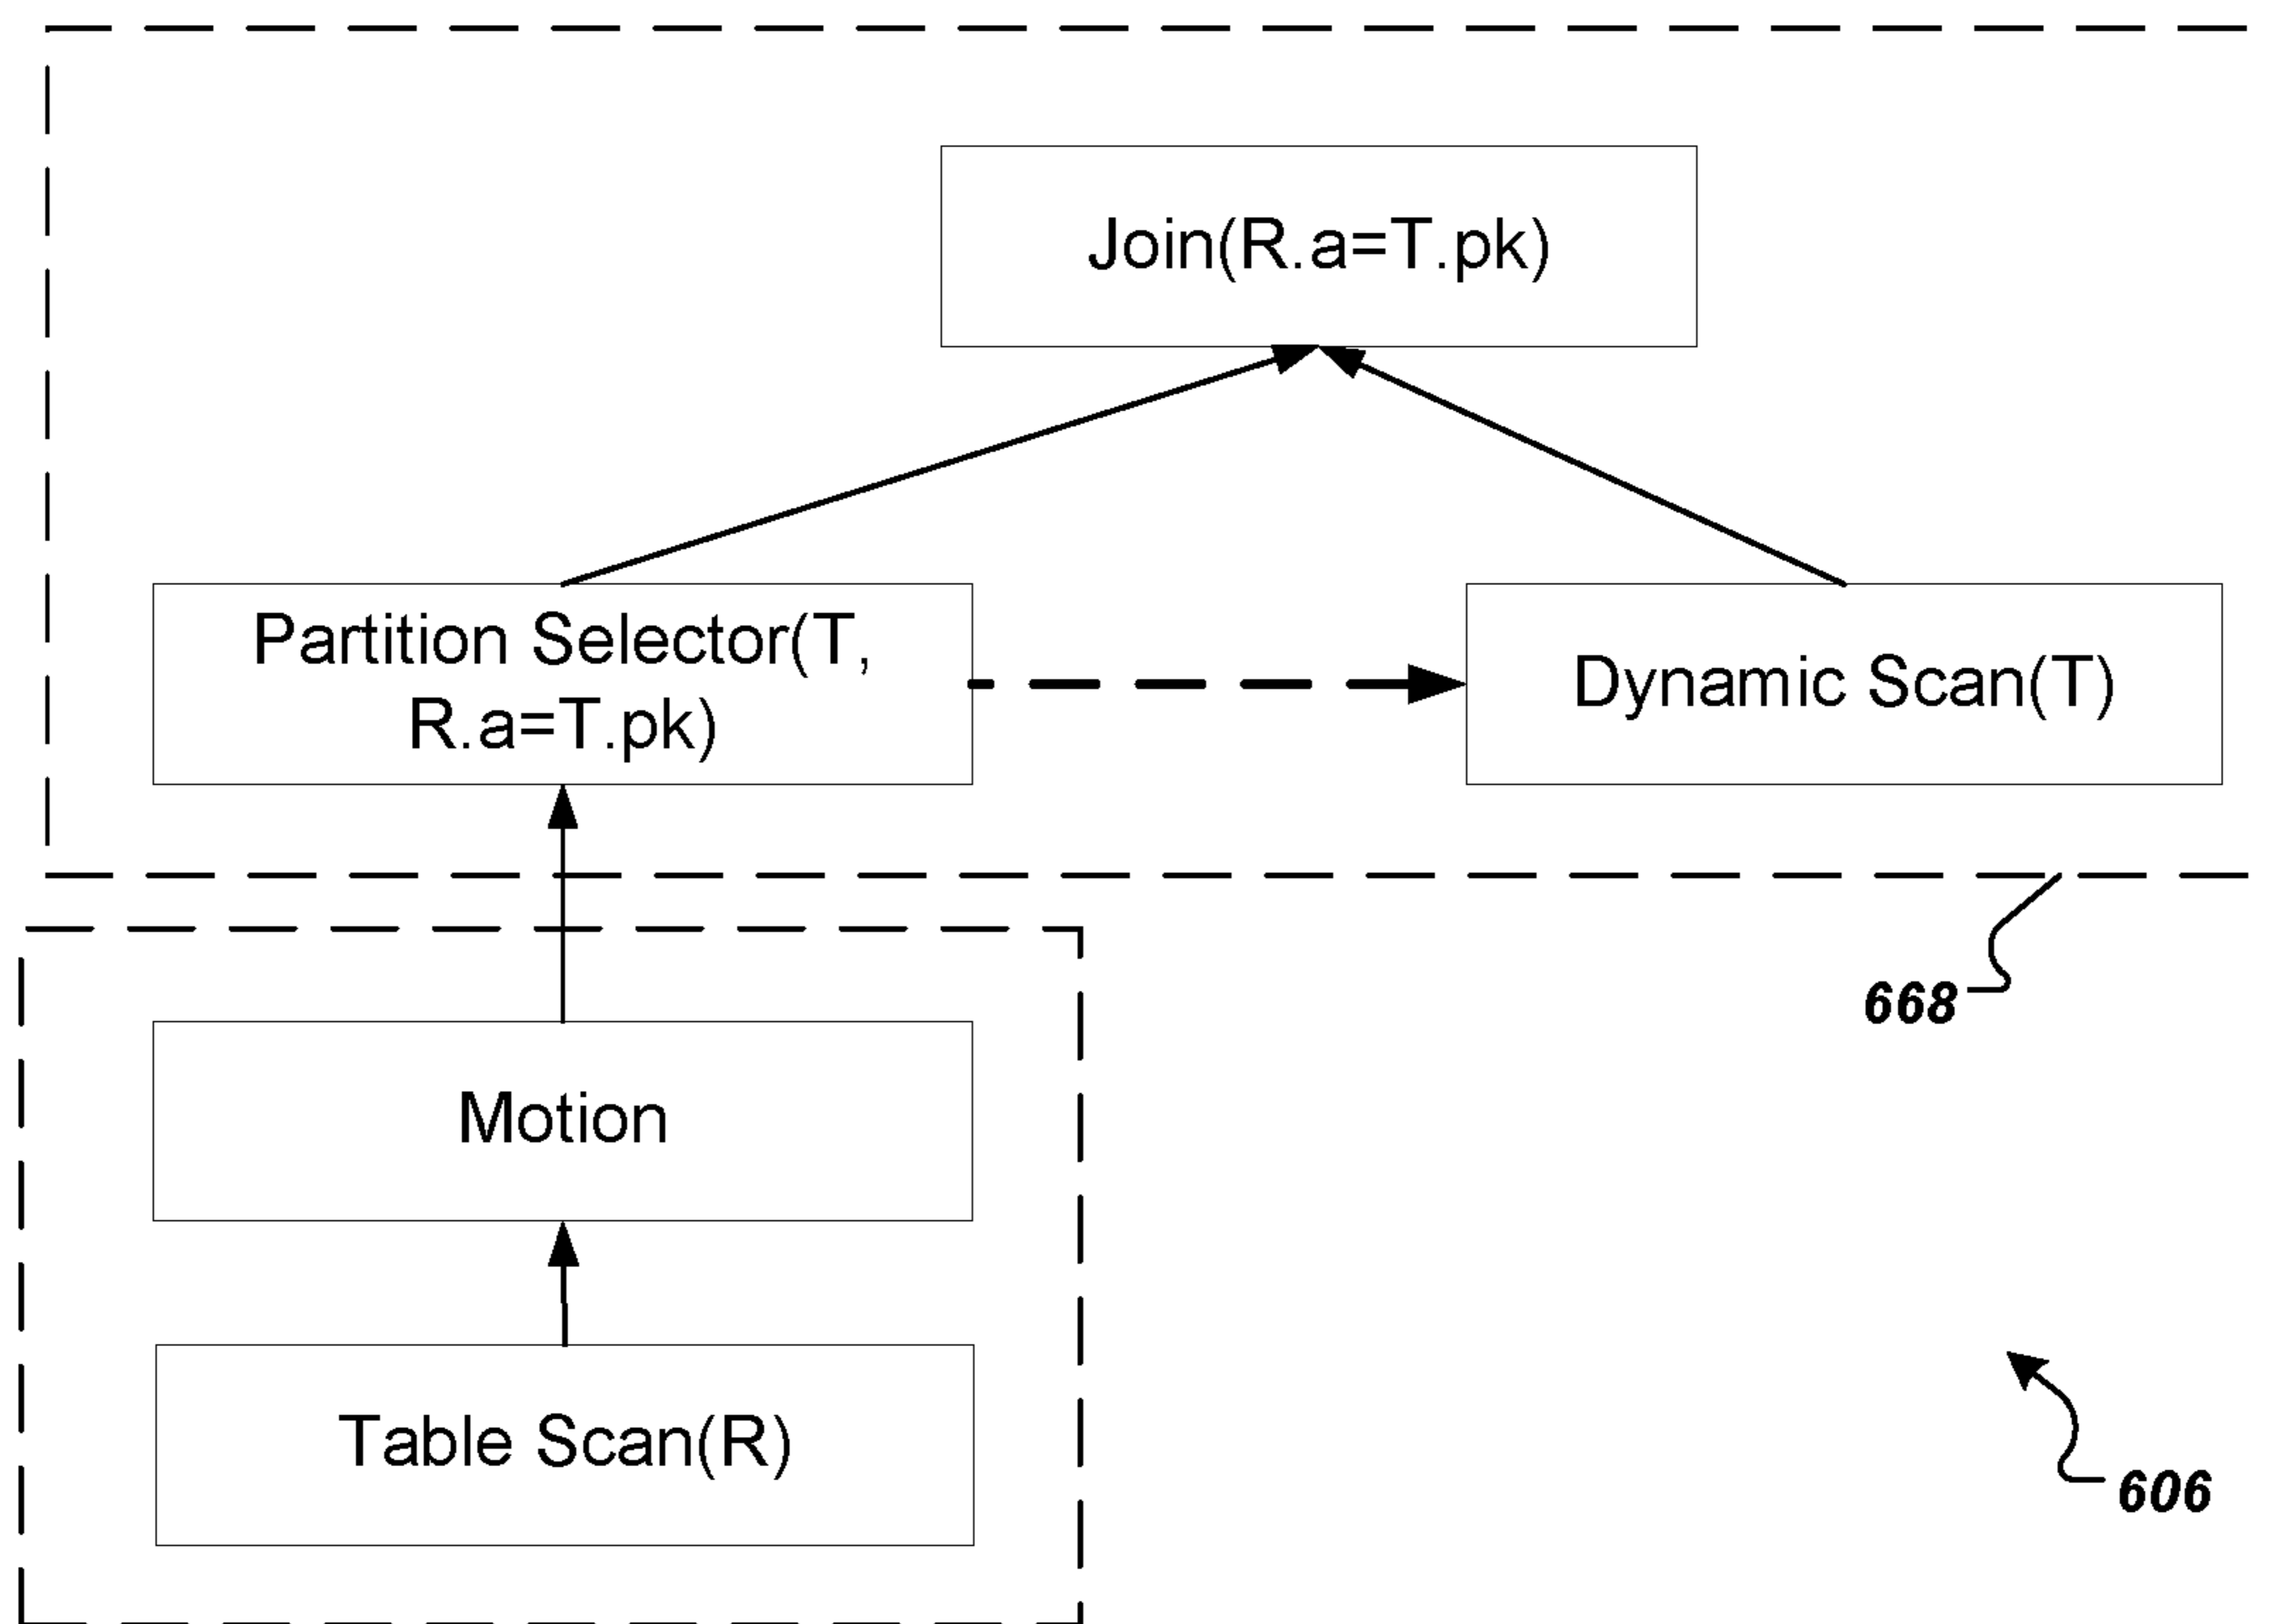 Join(R.a=T.pk)
Partition Selector(T,
R.a=T.pk)
Dynamic Scan(T)
668
Motion
Table Scan(R)
606